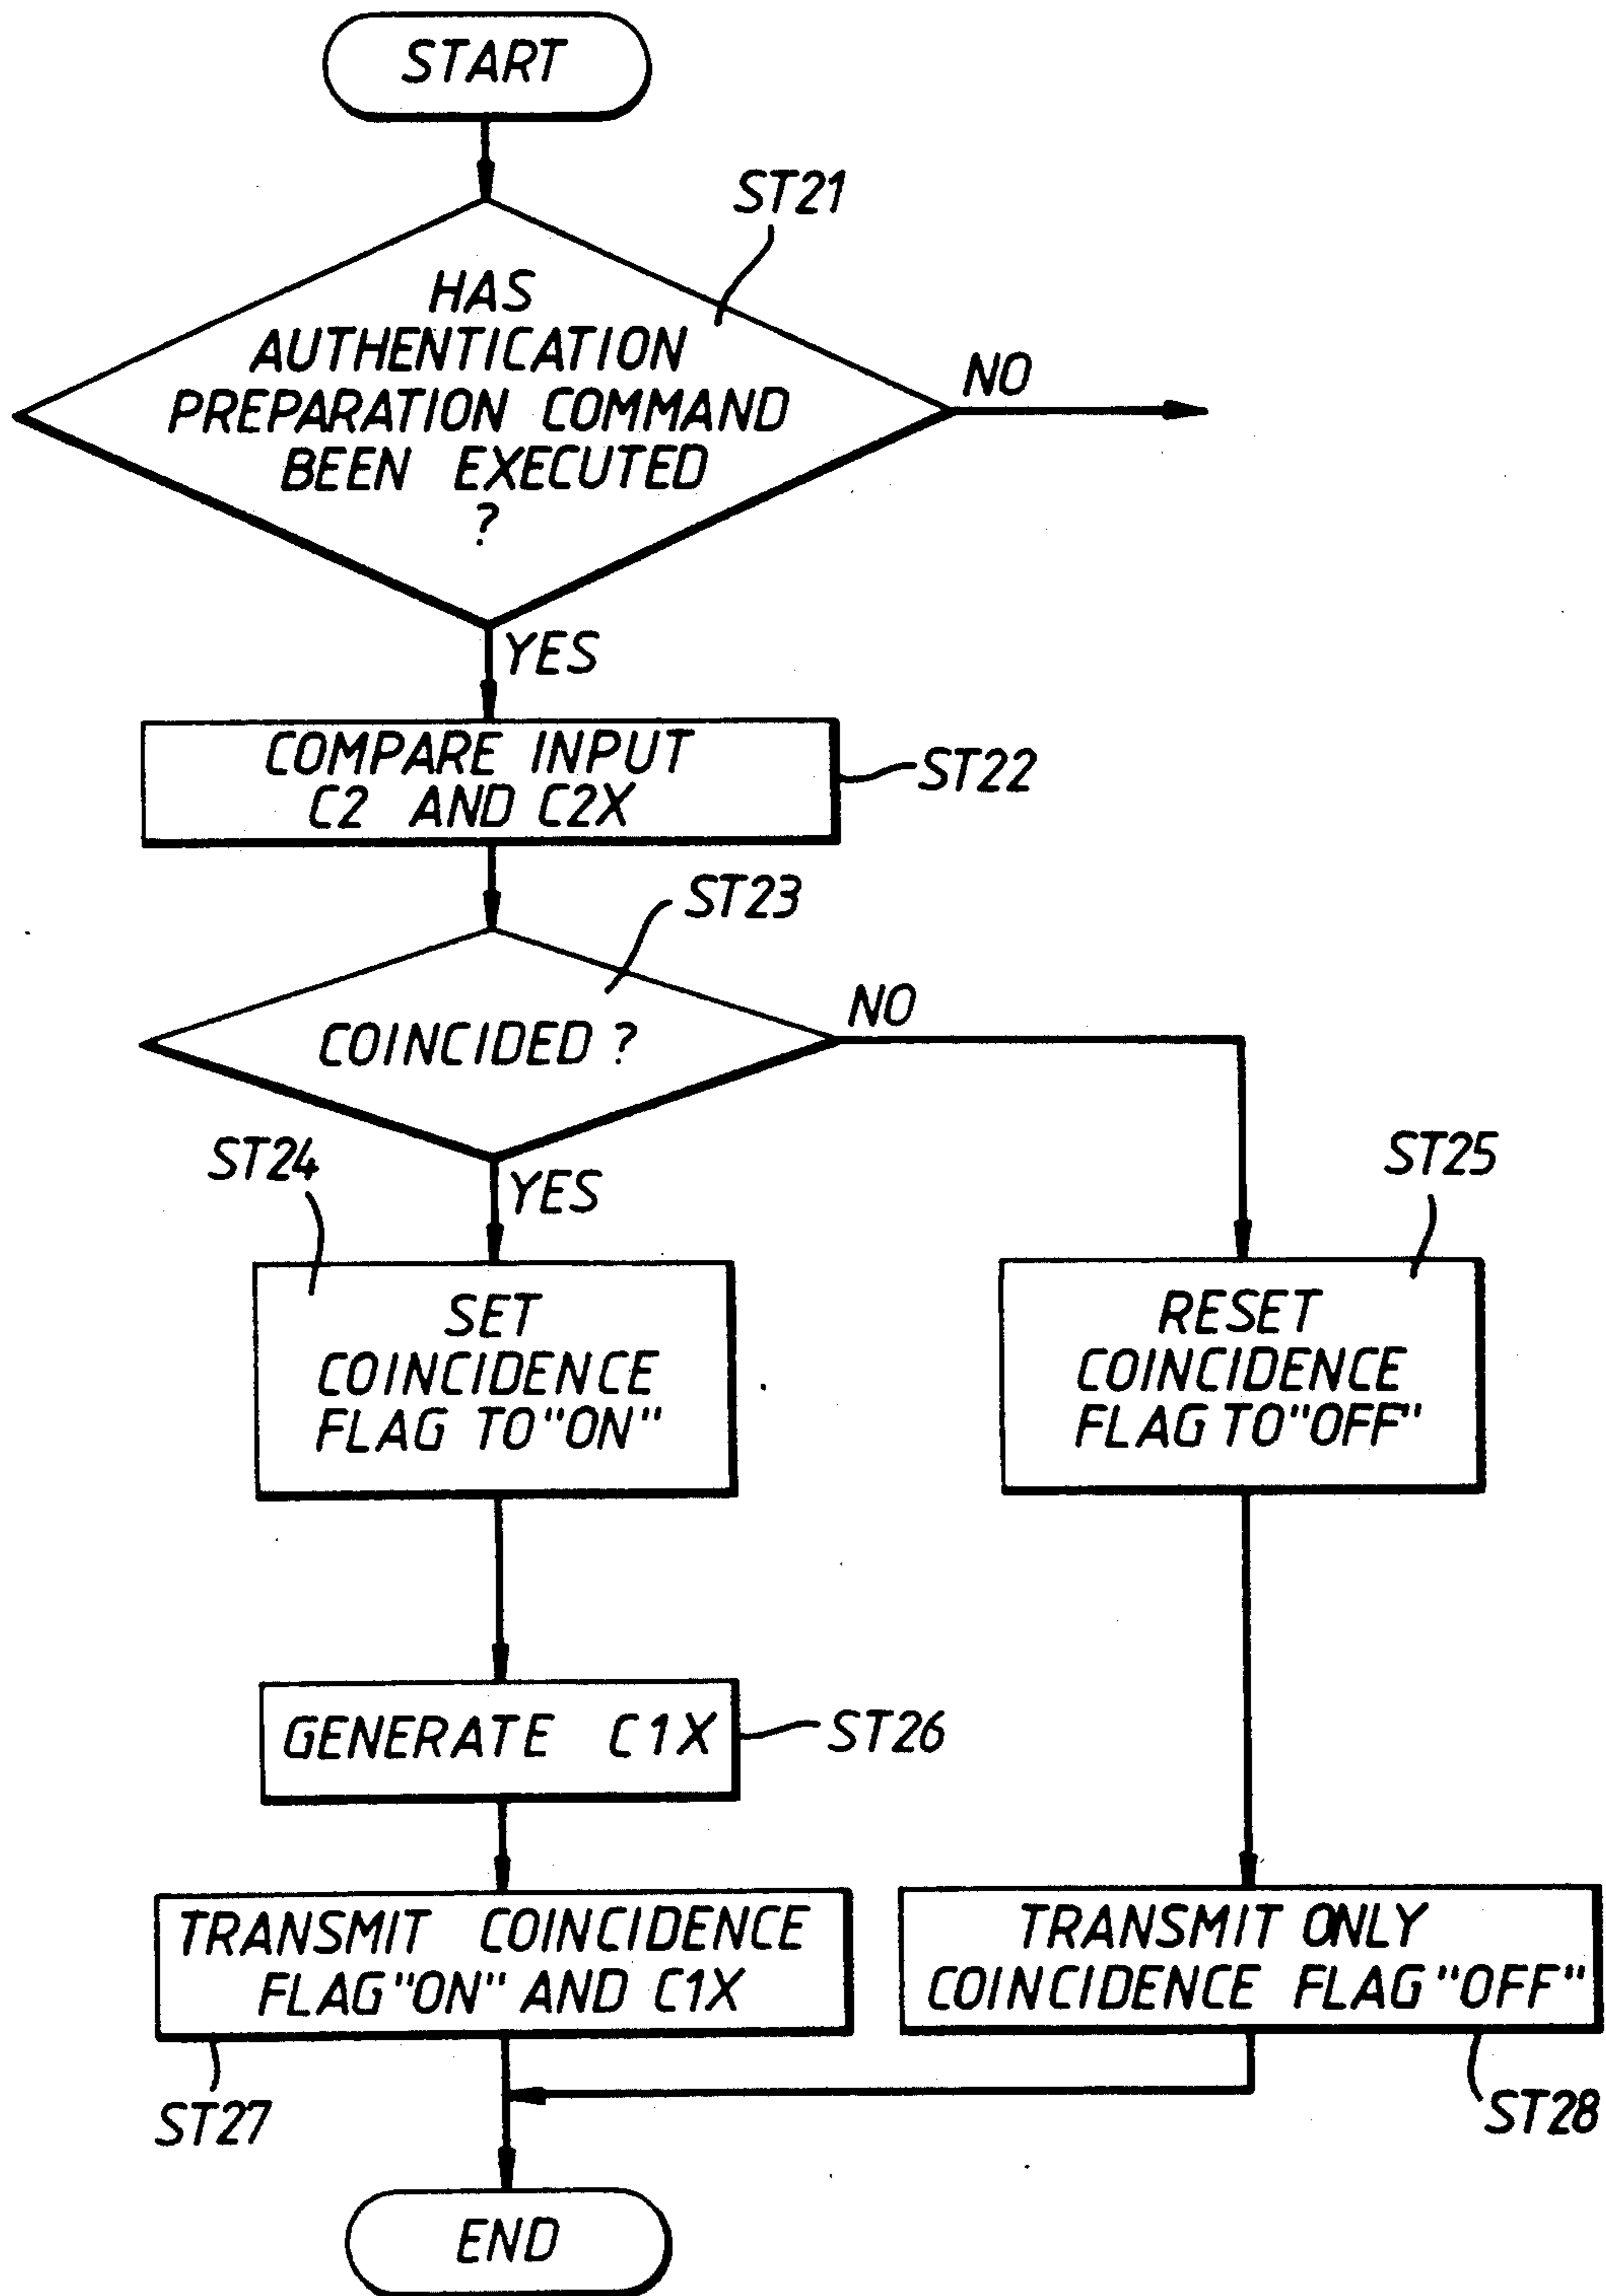 START
ST21
HAS
AUTHENTICATION
PREPARATION COMMAND
BEEN EXECUTED
?
NO
YES
COMPARE INPUT
C2 AND C2X
ST22
ST23
COINCIDED ?
NO
ST24
YES
ST25
SET
COINCIDENCE
FLAG TO "ON"
RESET
COINCIDENCE
FLAG TO "OFF"
GENERATE C1X
ST26
TRANSMIT COINCIDENCE
FLAG "ON" AND C1X
TRANSMIT ONLY
COINCIDENCE FLAG "OFF"
ST27
ST28
END